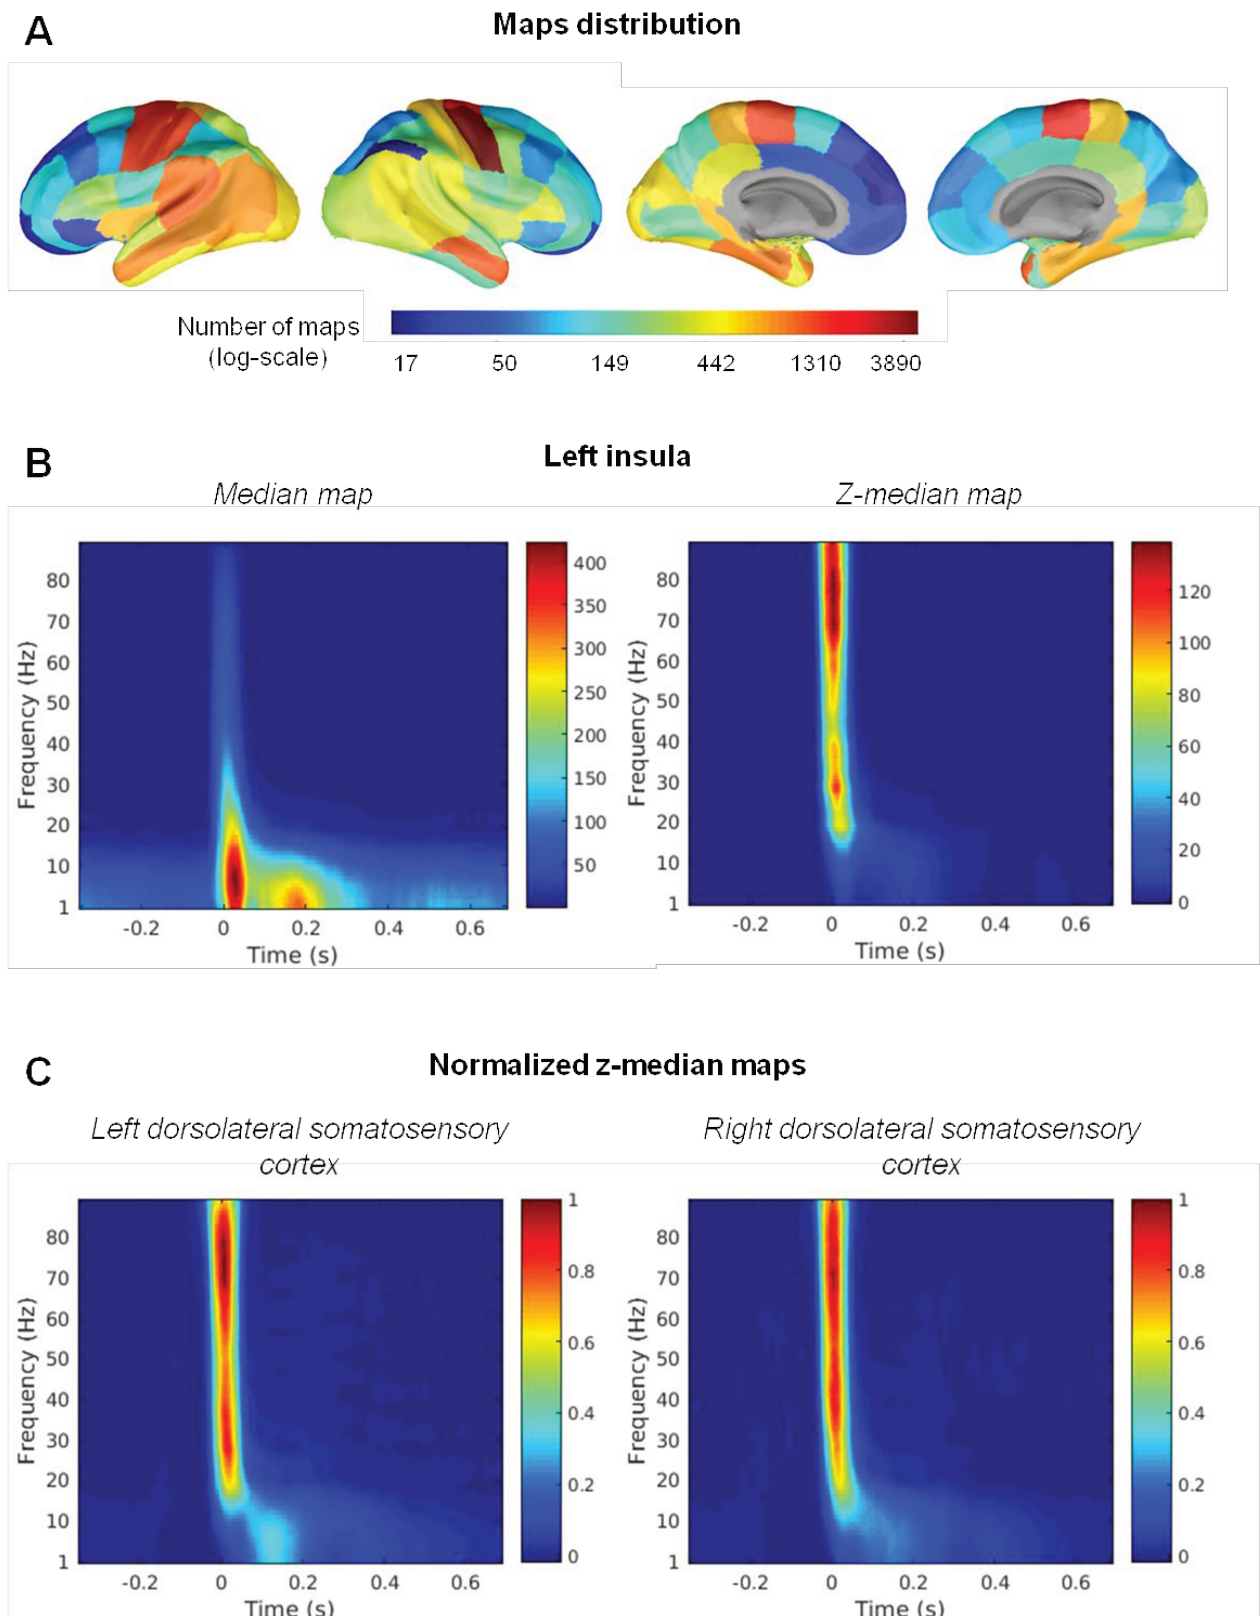 A
Maps distribution
Number of maps
(log-scale)
17 50 149 442 1310 3890
B
Left insula
Median map
Z-median map
Frequency (Hz)
80
70
60
50
40
30
20
10
1
-0.2 0 0.2 0.4 0.6
Time (s)
400
350
300
250
200
150
100
50
Frequency (Hz)
80
70
60
50
40
30
20
10
1
-0.2 0 0.2 0.4 0.6
Time (s)
120
100
80
60
40
20
0
C
Normalized z-median maps
Left dorsolateral somatosensory
cortex
Right dorsolateral somatosensory
cortex
Frequency (Hz)
80
70
60
50
40
30
20
10
1
-0.2 0 0.2 0.4 0.6
Time (s)
1
0.8
0.6
0.4
0.2
0
Frequency (Hz)
80
70
60
50
40
30
20
10
1
-0.2 0 0.2 0.4 0.6
Time (s)
1
0.8
0.6
0.4
0.2
0